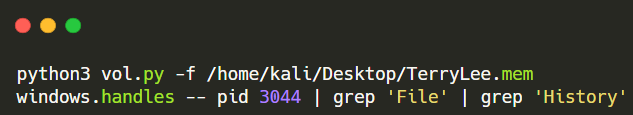 python3 vol.py -f /home/kali/Desktop/TerryLee.mem
windows.handles -- pid 3044 | grep 'File' | grep 'History'